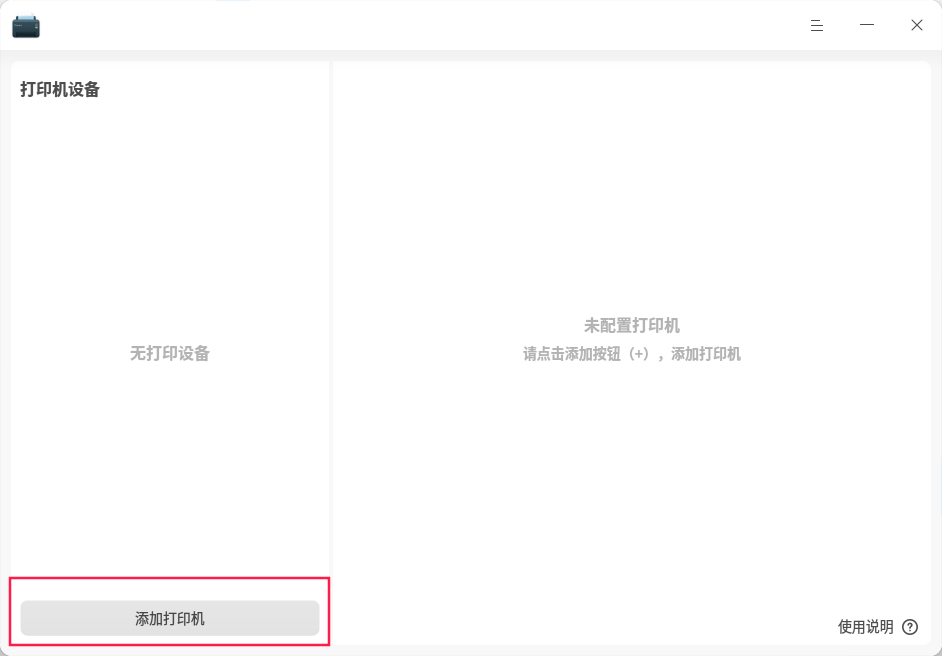 打印机设备
无打印设备
添加打印机
未配置打印机
请点击添加按钮（+），添加打印机
使用说明